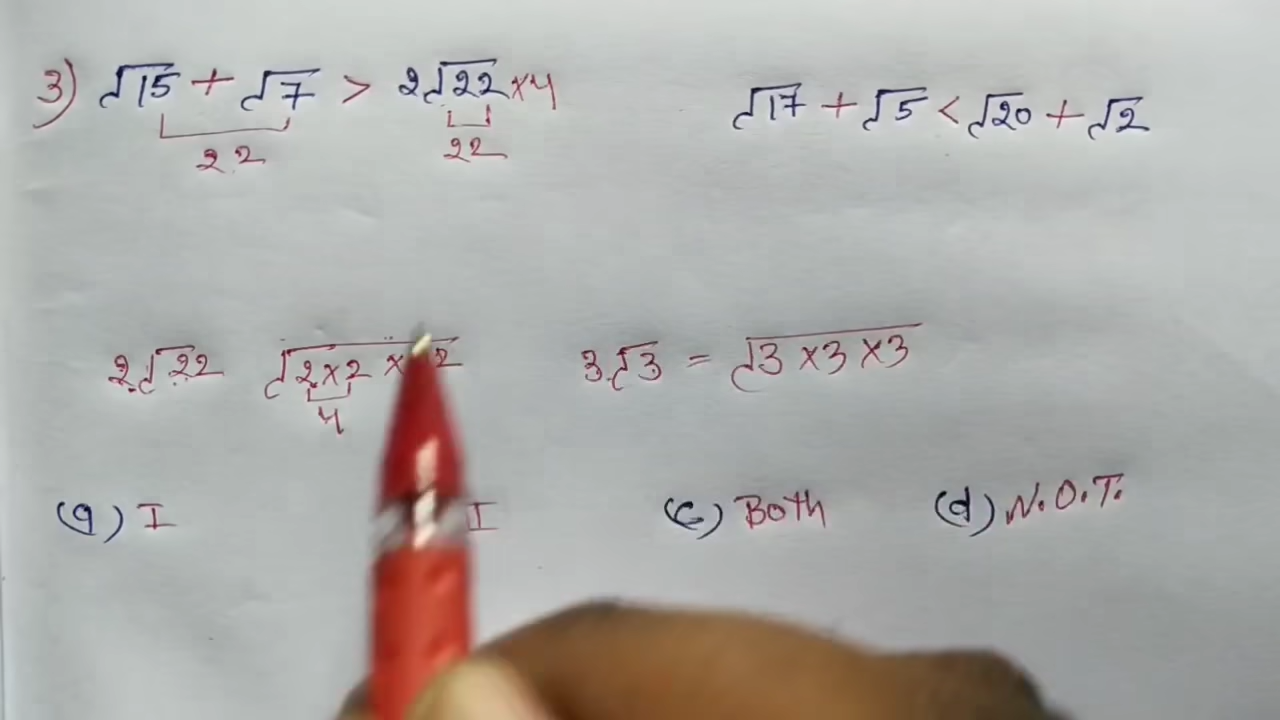 3) √15 + √7 > 2√22 ×4 √17 + √5 < √20 + √2
22 22
2√22 √2×2× 2 3√3 = √3×3×3
4
(a) I I (c) Both (d) N.O.T.